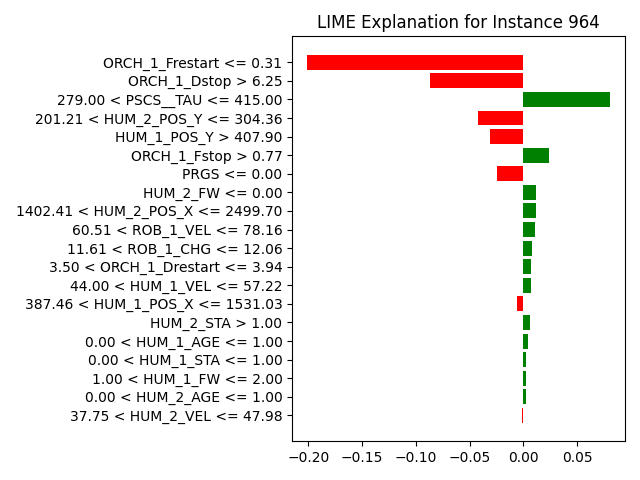 LIME Explanation for Instance 964
ORCH_1_Frestart <= 0.31
ORCH_1_Dstop > 6.25
279.00 < PSCS__TAU <= 415.00
201.21 < HUM_2_POS_Y <= 304.36
HUM_1_POS_Y > 407.90
ORCH_1_Fstop > 0.77
PRGS <= 0.00
HUM_2_FW <= 0.00
1402.41 < HUM_2_POS_X <= 2499.70
60.51 < ROB_1_VEL <= 78.16
11.61 < ROB_1_CHG <= 12.06
3.50 < ORCH_1_Drestart <= 3.94
44.00 < HUM_1_VEL <= 57.22
387.46 < HUM_1_POS_X <= 1531.03
HUM_2_STA > 1.00
0.00 < HUM_1_AGE <= 1.00
0.00 < HUM_1_STA <= 1.00
1.00 < HUM_1_FW <= 2.00
0.00 < HUM_2_AGE <= 1.00
37.75 < HUM_2_VEL <= 47.98
−0.20 −0.15 −0.10 −0.05 0.00 0.05